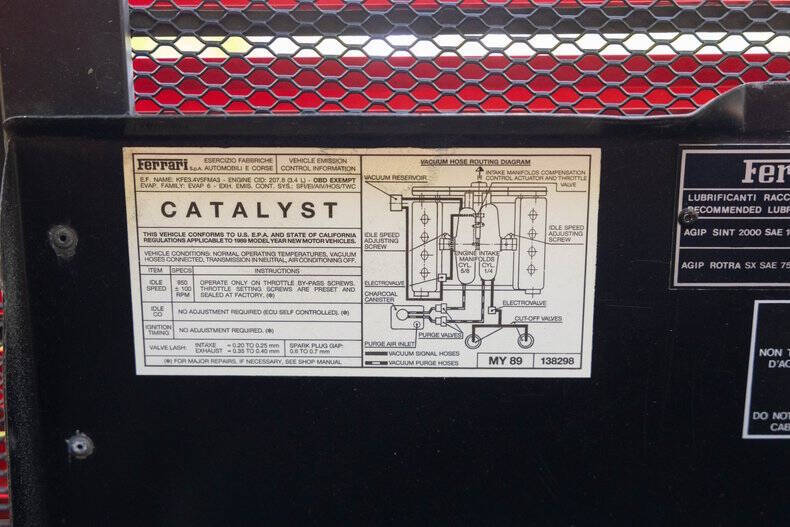 Ferrari S.p.A. ESERCIZIO FABBRICHE AUTOMOBILI E CORSE
VEHICLE EMISSION CONTROL INFORMATION
E.F. NAME: KFE3.4V5FMA3 - ENGINE CID: 207.8 (3,4 L) - OBD EXEMPT
EVAP. FAMILY: EVAP 6 - EXH. EMIS. CONT. SYS.: SFI/EI/AIV/HOS/TWC
CATALYST
THIS VEHICLE CONFORMS TO U.S. E.P.A. AND STATE OF CALIFORNIA
REGULATIONS APPLICABLE TO 1989 MODEL YEAR NEW MOTOR VEHICLES.
VEHICLE CONDITIONS: NORMAL OPERATING TEMPERATURES, VACUUM
HOSES CONNECTED, TRANSMISSION IN NEUTRAL, AIR CONDITIONING OFF.
ITEM SPECS INSTRUCTIONS
IDLE SPEED
850 ± 100 RPM
OPERATE ONLY ON THROTTLE BY-PASS SCREWS.
THROTTLE SETTING SCREWS ARE PRESET AND
SEALED AT FACTORY. (⊛)
IDLE CO
NO ADJUSTMENT REQUIRED (ECU SELF CONTROLLED). (⊛)
IGNITION TIMING
NO ADJUSTMENT REQUIRED. (⊛)
VALVE LASH: INTAKE = 0.20 TO 0.25 mm
EXHAUST = 0.35 TO 0.40 mm
SPARK PLUG GAP:
0.6 TO 0.7 mm
(⊛) FOR MAJOR REPAIRS, IF NECESSARY, SEE SHOP MANUAL
VACUUM HOSE ROUTING DIAGRAM
VACUUM RESERVOIR
INTAKE MANIFOLDS COMPENSATION
CONTROL ACTUATOR AND THROTTLE
VALVE
IDLE SPEED
ADJUSTING
SCREW
IDLE SPEED
ADJUSTING
SCREW
ENGINE INTAKE
MANIFOLDS
CYL. CYL.
5/8 1/4
ELECTROVALVE
CHARCOAL
CANISTER
ELECTROVALVE
CUT-OFF VALVES
PURGE VALVES
PURGE AIR INLET
VACUUM SIGNAL HOSES
VACUUM PURGE HOSES
MY 89 138298
Fer
LUBRIFICANTI RACC
RECOMMENDED LUB
AGIP SINT 2000 SAE 1
AGIP ROTRA SX SAE 75
NON T
D'AC
DO NOT
CAB